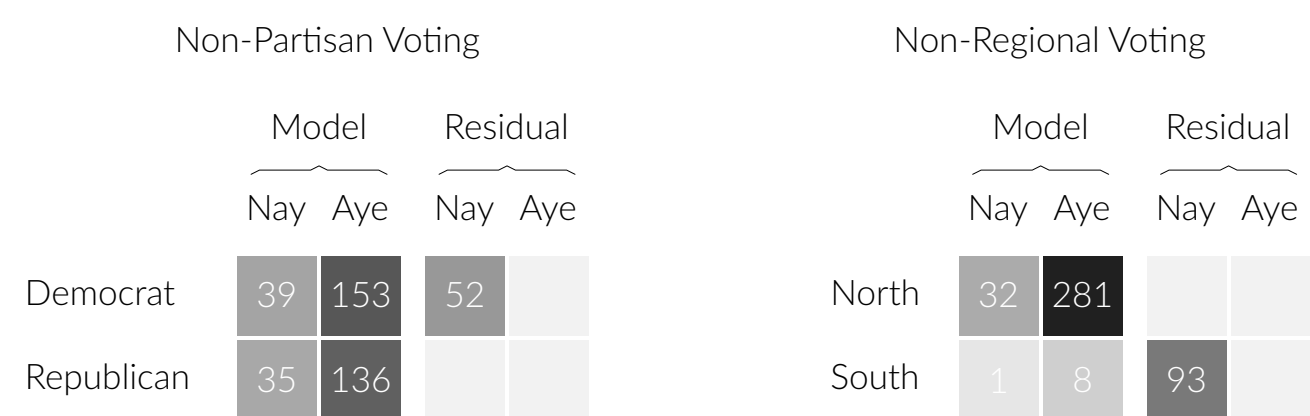 Non-Partisan Voting Non-Regional Voting
Model Residual Model Residual
Nay Aye Nay Aye Nay Aye Nay Aye
Democrat 39 153 52 North 32 281
Republican 35 136 South 1 8 93